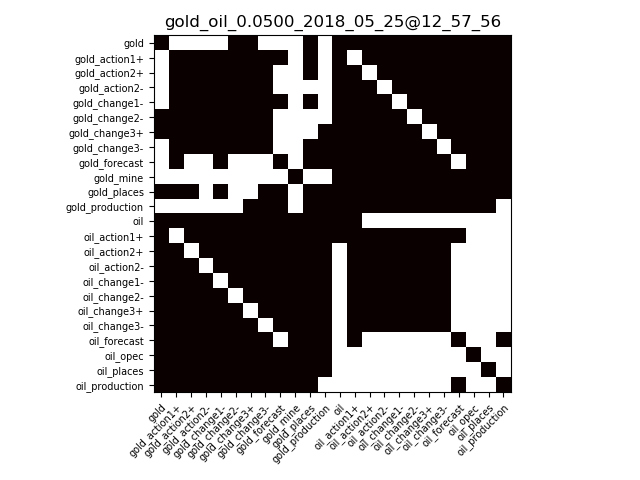 gold_oil_0.0500_2018_05_25@12_57_56
gold
gold_action1+
gold_action2+
gold_action2-
gold_change1-
gold_change2-
gold_change3+
gold_change3-
gold_forecast
gold_mine
gold_places
gold_production
oil
oil_action1+
oil_action2+
oil_action2-
oil_change1-
oil_change2-
oil_change3+
oil_change3-
oil_forecast
oil_opec
oil_places
oil_production
gold
gold_action1+
gold_action2+
gold_action2-
gold_change1-
gold_change2-
gold_change3+
gold_change3-
gold_forecast
gold_mine
gold_places
gold_production
oil
oil_action1+
oil_action2+
oil_action2-
oil_change1-
oil_change2-
oil_change3+
oil_change3-
oil_forecast
oil_opec
oil_places
oil_production